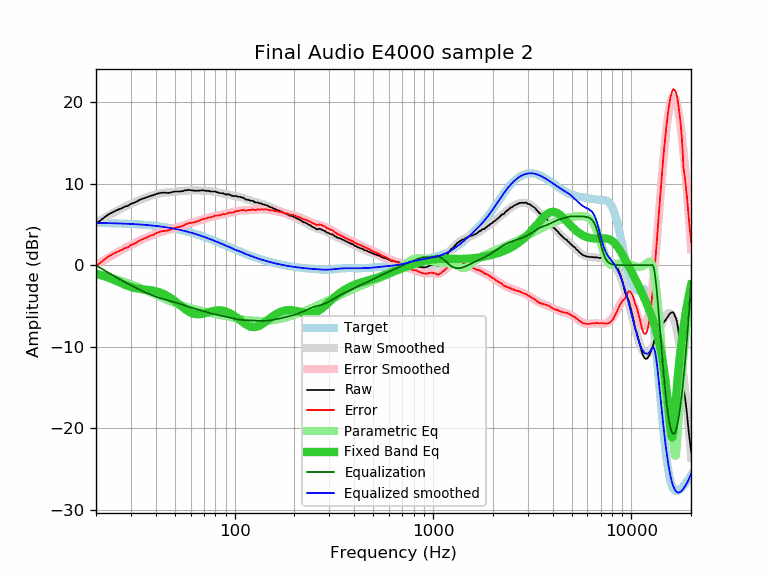 Final Audio E4000 sample 2
Amplitude (dBr)
20
10
0
−10
−20
−30
Target
Raw Smoothed
Error Smoothed
Raw
Error
Parametric Eq
Fixed Band Eq
Equalization
Equalized smoothed
100
1000
10000
Frequency (Hz)